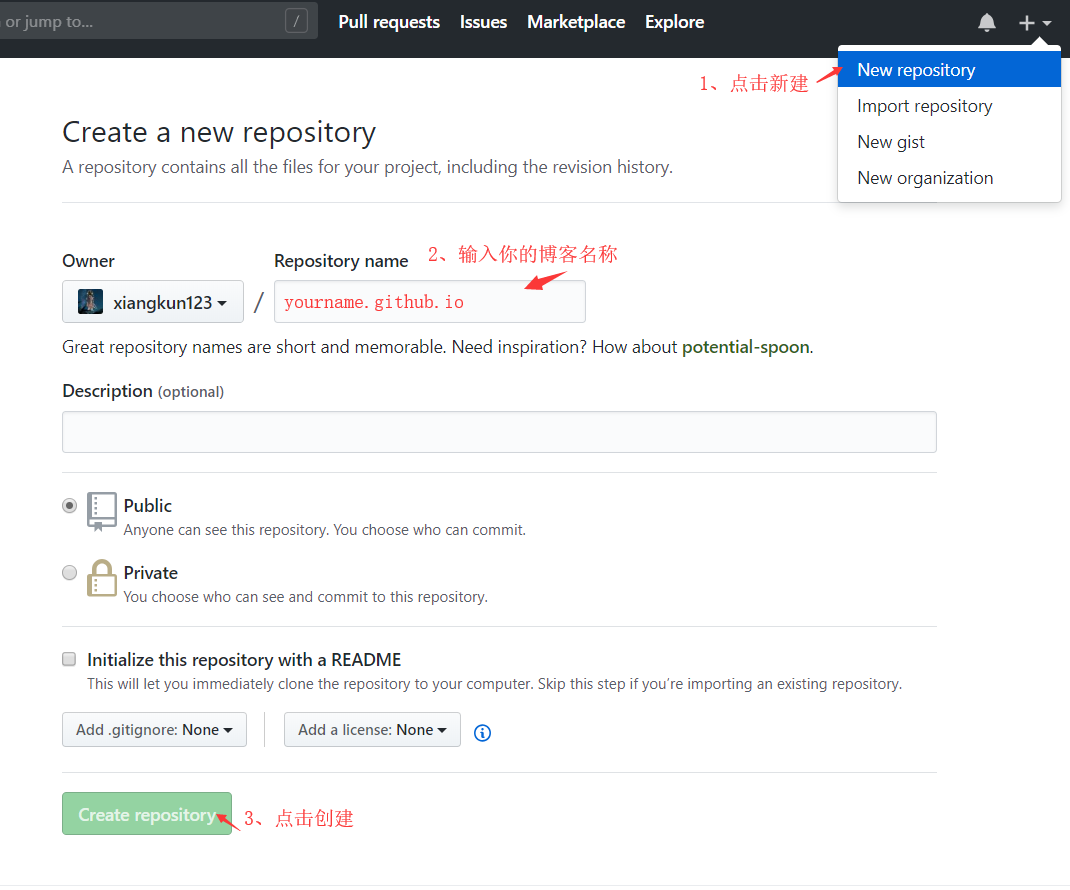 or jump to... /
Pull requests Issues Marketplace Explore
1、点击新建
New repository
Import repository
New gist
New organization
Create a new repository
A repository contains all the files for your project, including the revision history.
Owner
Repository name
2、输入你的博客名称
xiangkun123 / yourname.github.io
Great repository names are short and memorable. Need inspiration? How about potential-spoon.
Description (optional)
Public
Anyone can see this repository. You choose who can commit.
Private
You choose who can see and commit to this repository.
Initialize this repository with a README
This will let you immediately clone the repository to your computer. Skip this step if you’re importing an existing repository.
Add .gitignore: None
Add a license: None
Create repository
3、点击创建